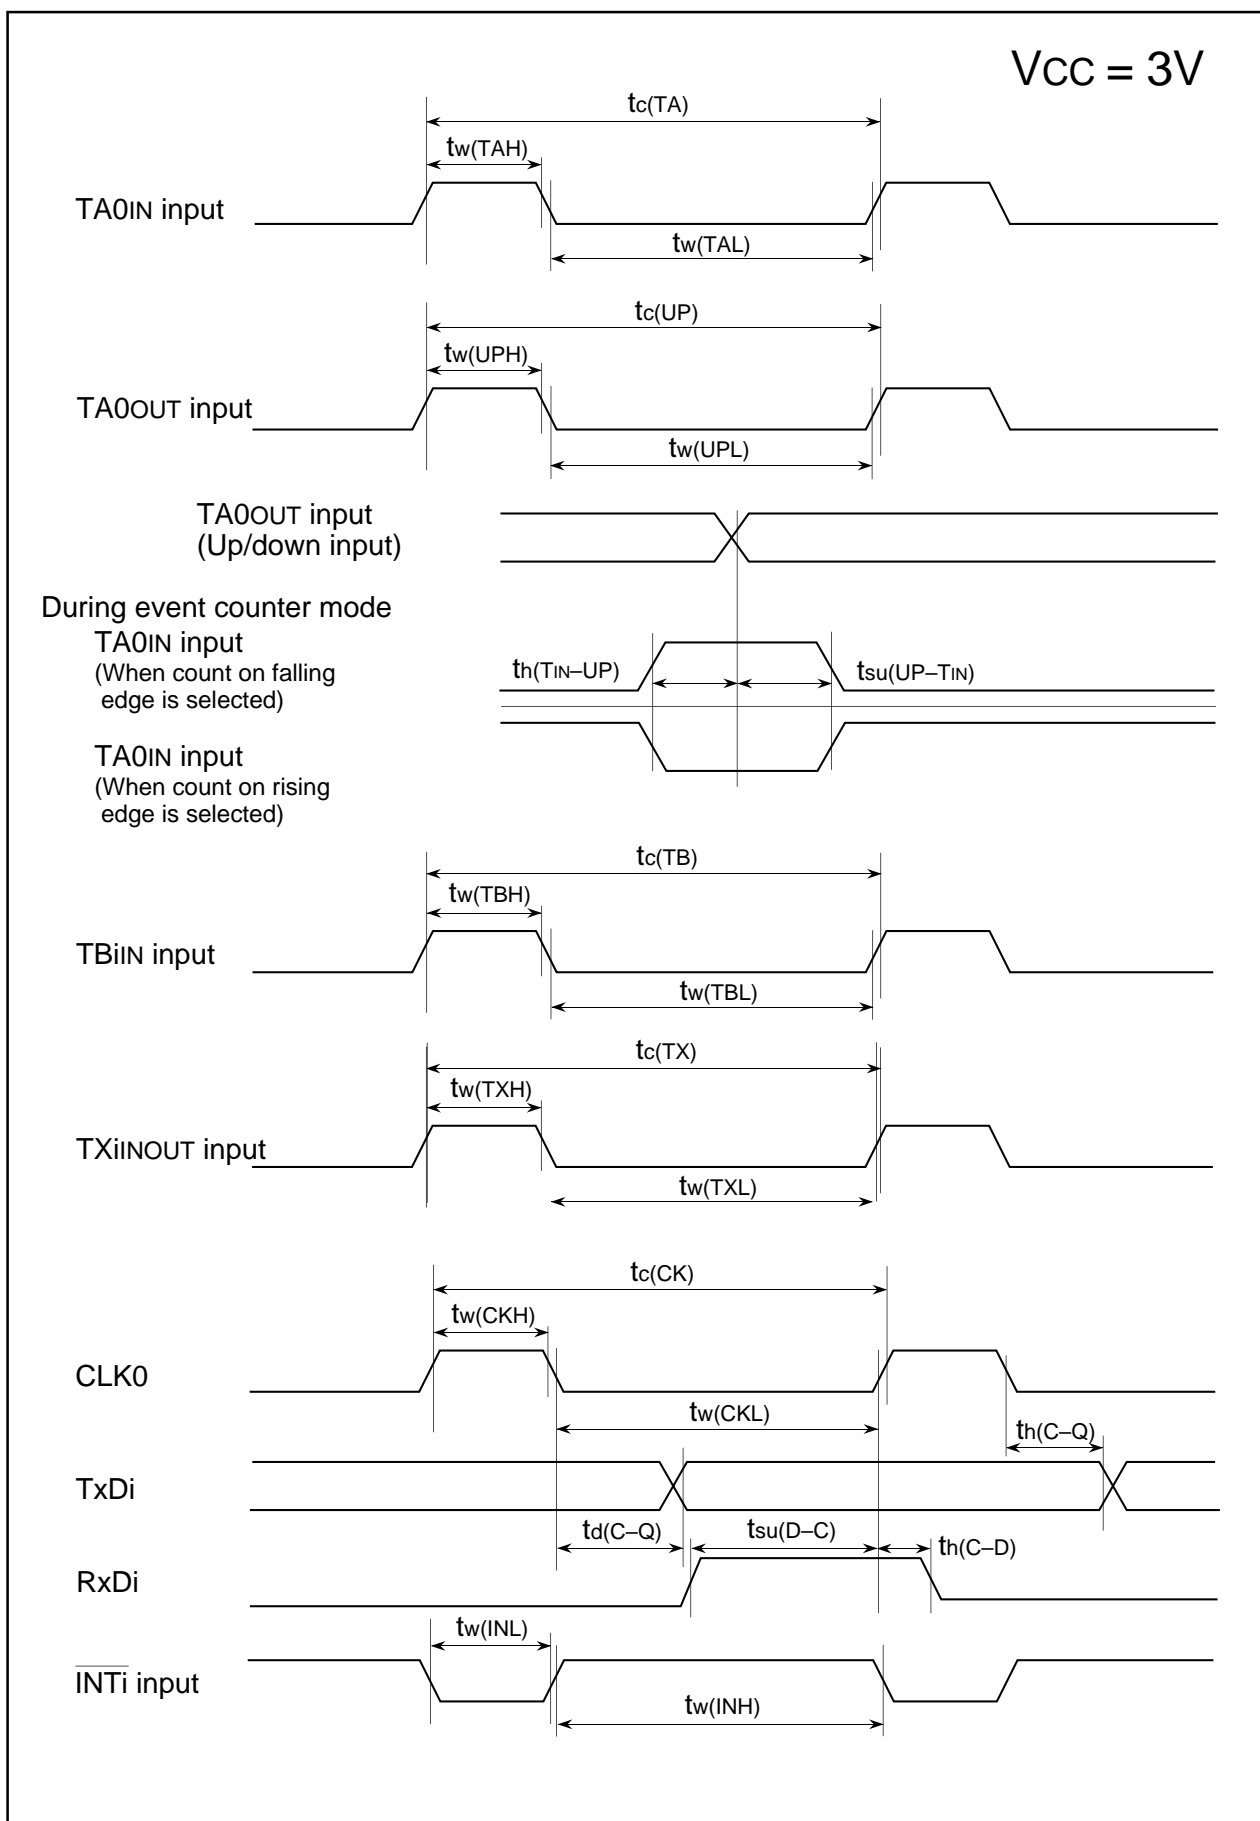 VCC = 3V
tc(TA)
tw(TAH)
TA0IN input
tw(TAL)
tc(UP)
tw(UPH)
TA0OUT input
tw(UPL)
TA0OUT input
(Up/down input)
During event counter mode
TA0IN input
(When count on falling
edge is selected)
th(TIN–UP)
tsu(UP–TIN)
TA0IN input
(When count on rising
edge is selected)
tc(TB)
tw(TBH)
TBiIN input
tw(TBL)
tc(TX)
tw(TXH)
TXiINOUT input
tw(TXL)
tc(CK)
tw(CKH)
CLK0
tw(CKL)
th(C–Q)
TxDi
td(C–Q)
tsu(D–C)
th(C–D)
RxDi
tw(INL)
INTi input
tw(INH)